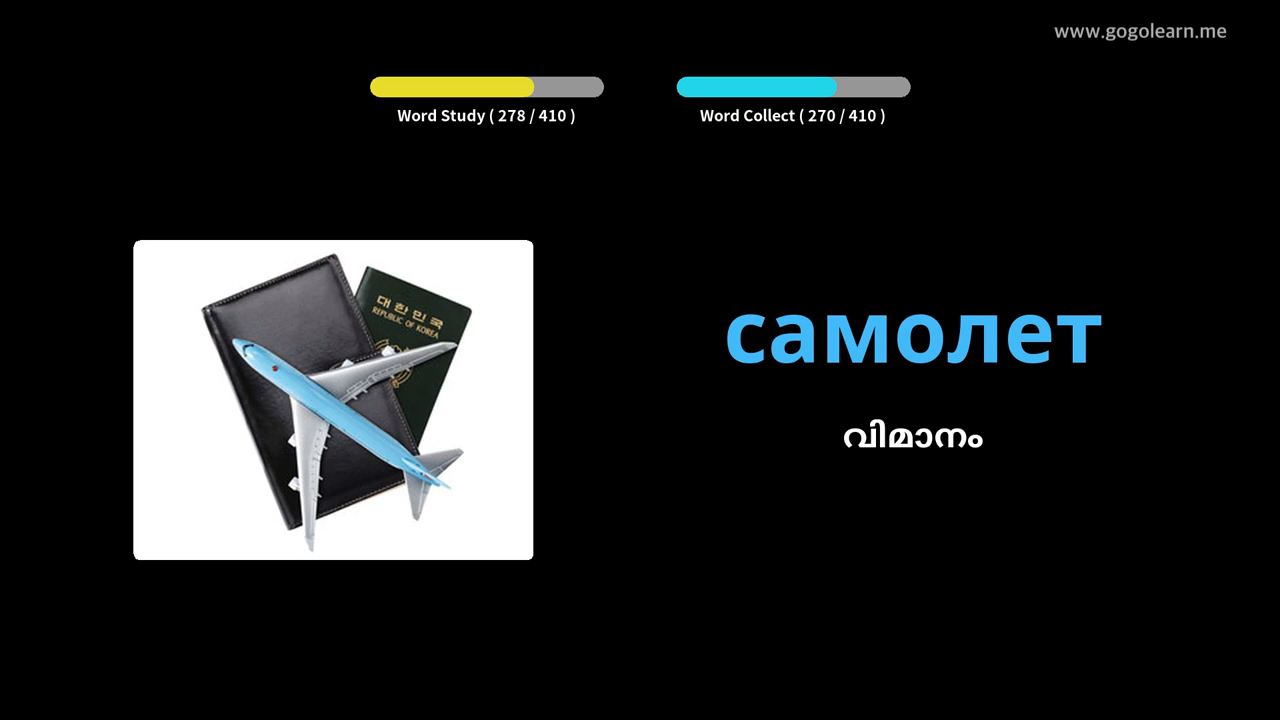 www.gogolearn.me
Word Study ( 278 / 410 )
Word Collect ( 270 / 410 )
대한민국
REPUBLIC OF KOREA
самолет
വിമാനം